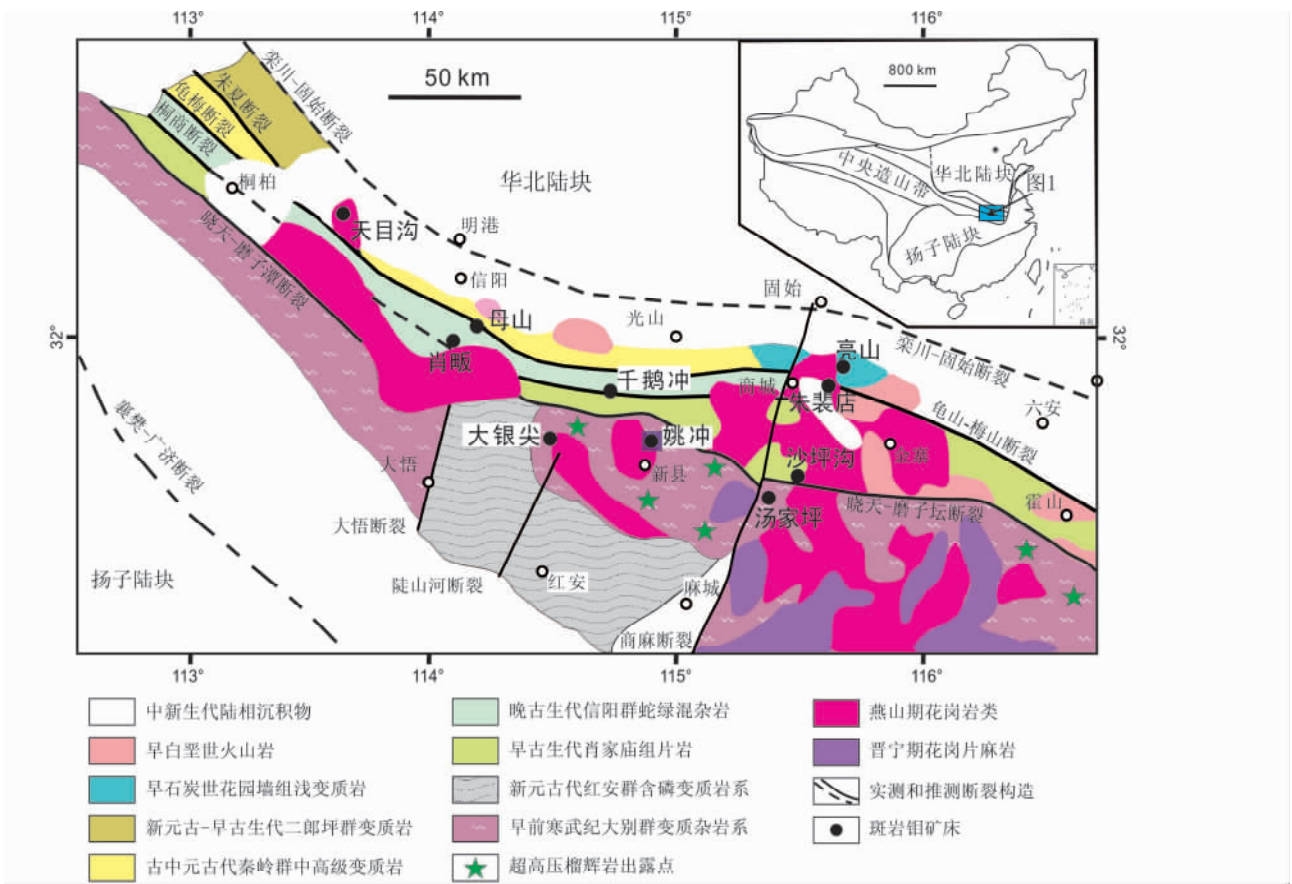 113°
114°
115°
116°
50 km
800 km
栾川-固始断裂
朱夏断裂
龟梅断裂
桐商断裂
中央造山带
华北陆块
图1
扬子陆块
桐柏
华北陆块
天目沟
明港
晓天-磨子潭断裂
信阳
固始
32°
母山
光山
32°
肖畈
亮山
栾川-固始断裂
千鹅冲
商城
朱裴店
六安
龟山-梅山断裂
襄樊-广济断裂
大银尖
姚冲
金寨
大悟
新县
沙坪沟
霍山
汤家坪
晓天-磨子坛断裂
大悟断裂
扬子陆块
陡山河断裂
红安
麻城
商麻断裂
113°
114°
115°
116°
中新生代陆相沉积物
晚古生代信阳群蛇绿混杂岩
燕山期花岗岩类
早白垩世火山岩
早古生代肖家庙组片岩
晋宁期花岗片麻岩
早石炭世花园墙组浅变质岩
新元古代红安群含磷变质岩系
实测和推测断裂构造
新元古-早古生代二郎坪群变质岩
早前寒武纪大别群变质杂岩系
斑岩钼矿床
古中元古代秦岭群中高级变质岩
超高压榴辉岩出露点